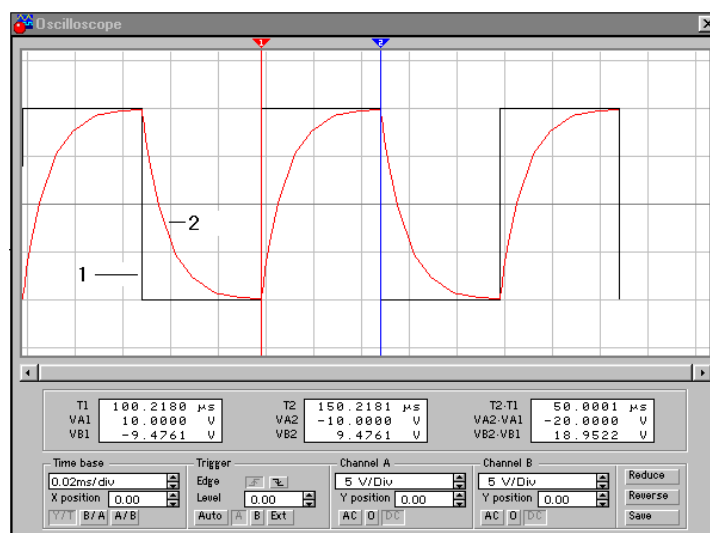 Oscilloscope
1 2
2
1
T1 100.2180 µs T2 150.2181 µs T2-T1 50.0001 µs
VA1 10.0000 V VA2 -10.0000 V VA2-VA1 -20.0000 V
VB1 -9.4761 V VB2 9.4761 V VB2-VB1 18.9522 V
Time base Trigger Channel A Channel B
0.02ms/div Edge 5 V/Div 5 V/Div Reduce
X position 0.00 Level 0.00 Y position 0.00 Y position 0.00 Reverse
Y/T B/A A/B Auto A B Ext AC 0 DC AC 0 DC Save